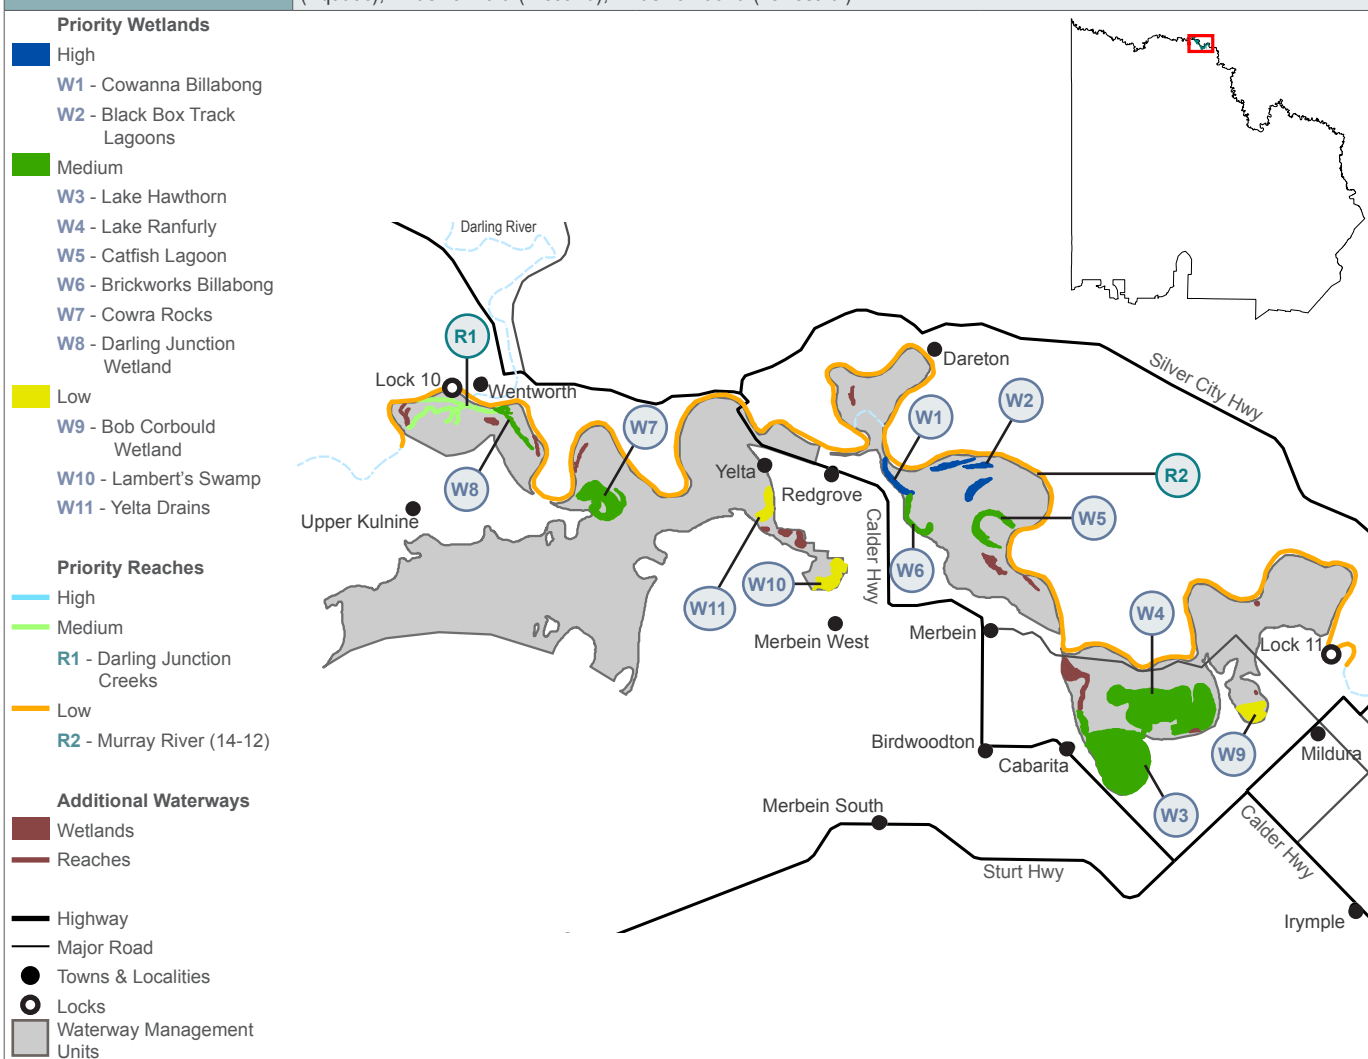 Priority Wetlands
High
W1 - Cowanna Billabong
W2 - Black Box Track
Lagoons
Medium
W3 - Lake Hawthorn
W4 - Lake Ranfurly
W5 - Catfish Lagoon
W6 - Brickworks Billabong
W7 - Cowra Rocks
W8 - Darling Junction
Wetland
Low
W9 - Bob Corbould
Wetland
W10 - Lambert's Swamp
W11 - Yelta Drains
Priority Reaches
High
Medium
R1 - Darling Junction
Creeks
Low
R2 - Murray River (14-12)
Additional Waterways
Wetlands
Reaches
Highway
Major Road
Towns & Localities
Locks
Waterway Management
Units
Darling River
R1
Lock 10
Wentworth
W8
Upper Kulnine
W7
Yelta
Redgrove
Calder Hwy
W11
W10
Merbein West
Dareton
Silver City Hwy
W1
W2
R2
W5
W6
Merbein
W4
Lock 11
Birdwoodton
Cabarita
W9
Mildura
W3
Merbein South
Sturt Hwy
Calder Hwy
Irymple